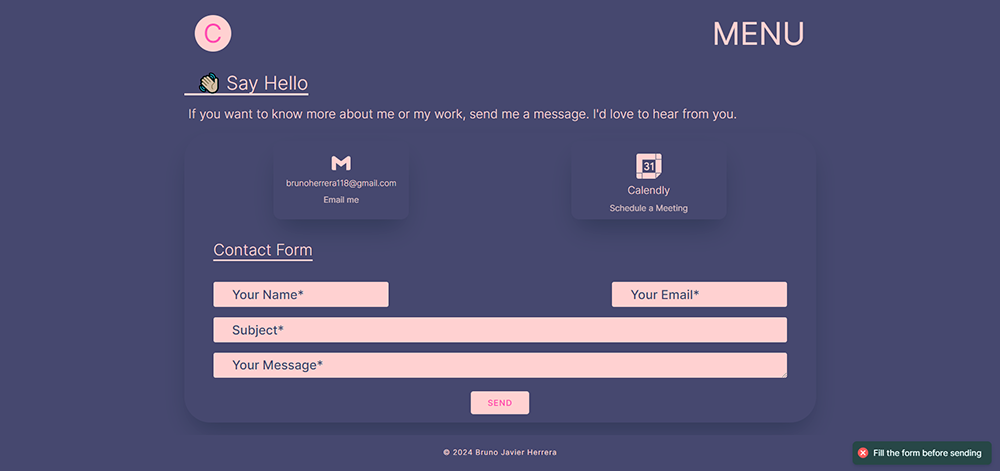 C
MENU
Say Hello
If you want to know more about me or my work, send me a message. I'd love to hear from you.
brunoherrera118@gmail.com
Email me
31
Calendly
Schedule a Meeting
Contact Form
Your Name*
Your Email*
Subject*
Your Message*
SEND
© 2024 Bruno Javier Herrera
Fill the form before sending